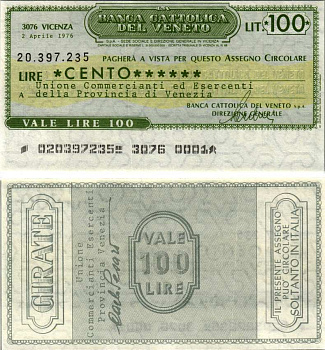 LA
BANCA CATTOLICA
DEL VENETO
3076 VICENZA
2 Aprile 1976
LIT. *100*
20.397.235 PAGHERÀ A VISTA PER QUESTO ASSEGNO CIRCOLARE
LIRE *CENTO******
A Unione Commercianti ed Esercenti
della Provincia di Venezia
BANCA CATTOLICA DEL VENETO s.p.a.
DIREZIONE GENERALE
VALE LIRE 100
020397235 3076 0001
GIRATE
Unione
Commercianti Esercenti
Provincia Venezia
VALE
100
LIRE
IL PRESENTE ASSEGNO
PUO' CIRCOLARE
SOLTANTO IN ITALIA